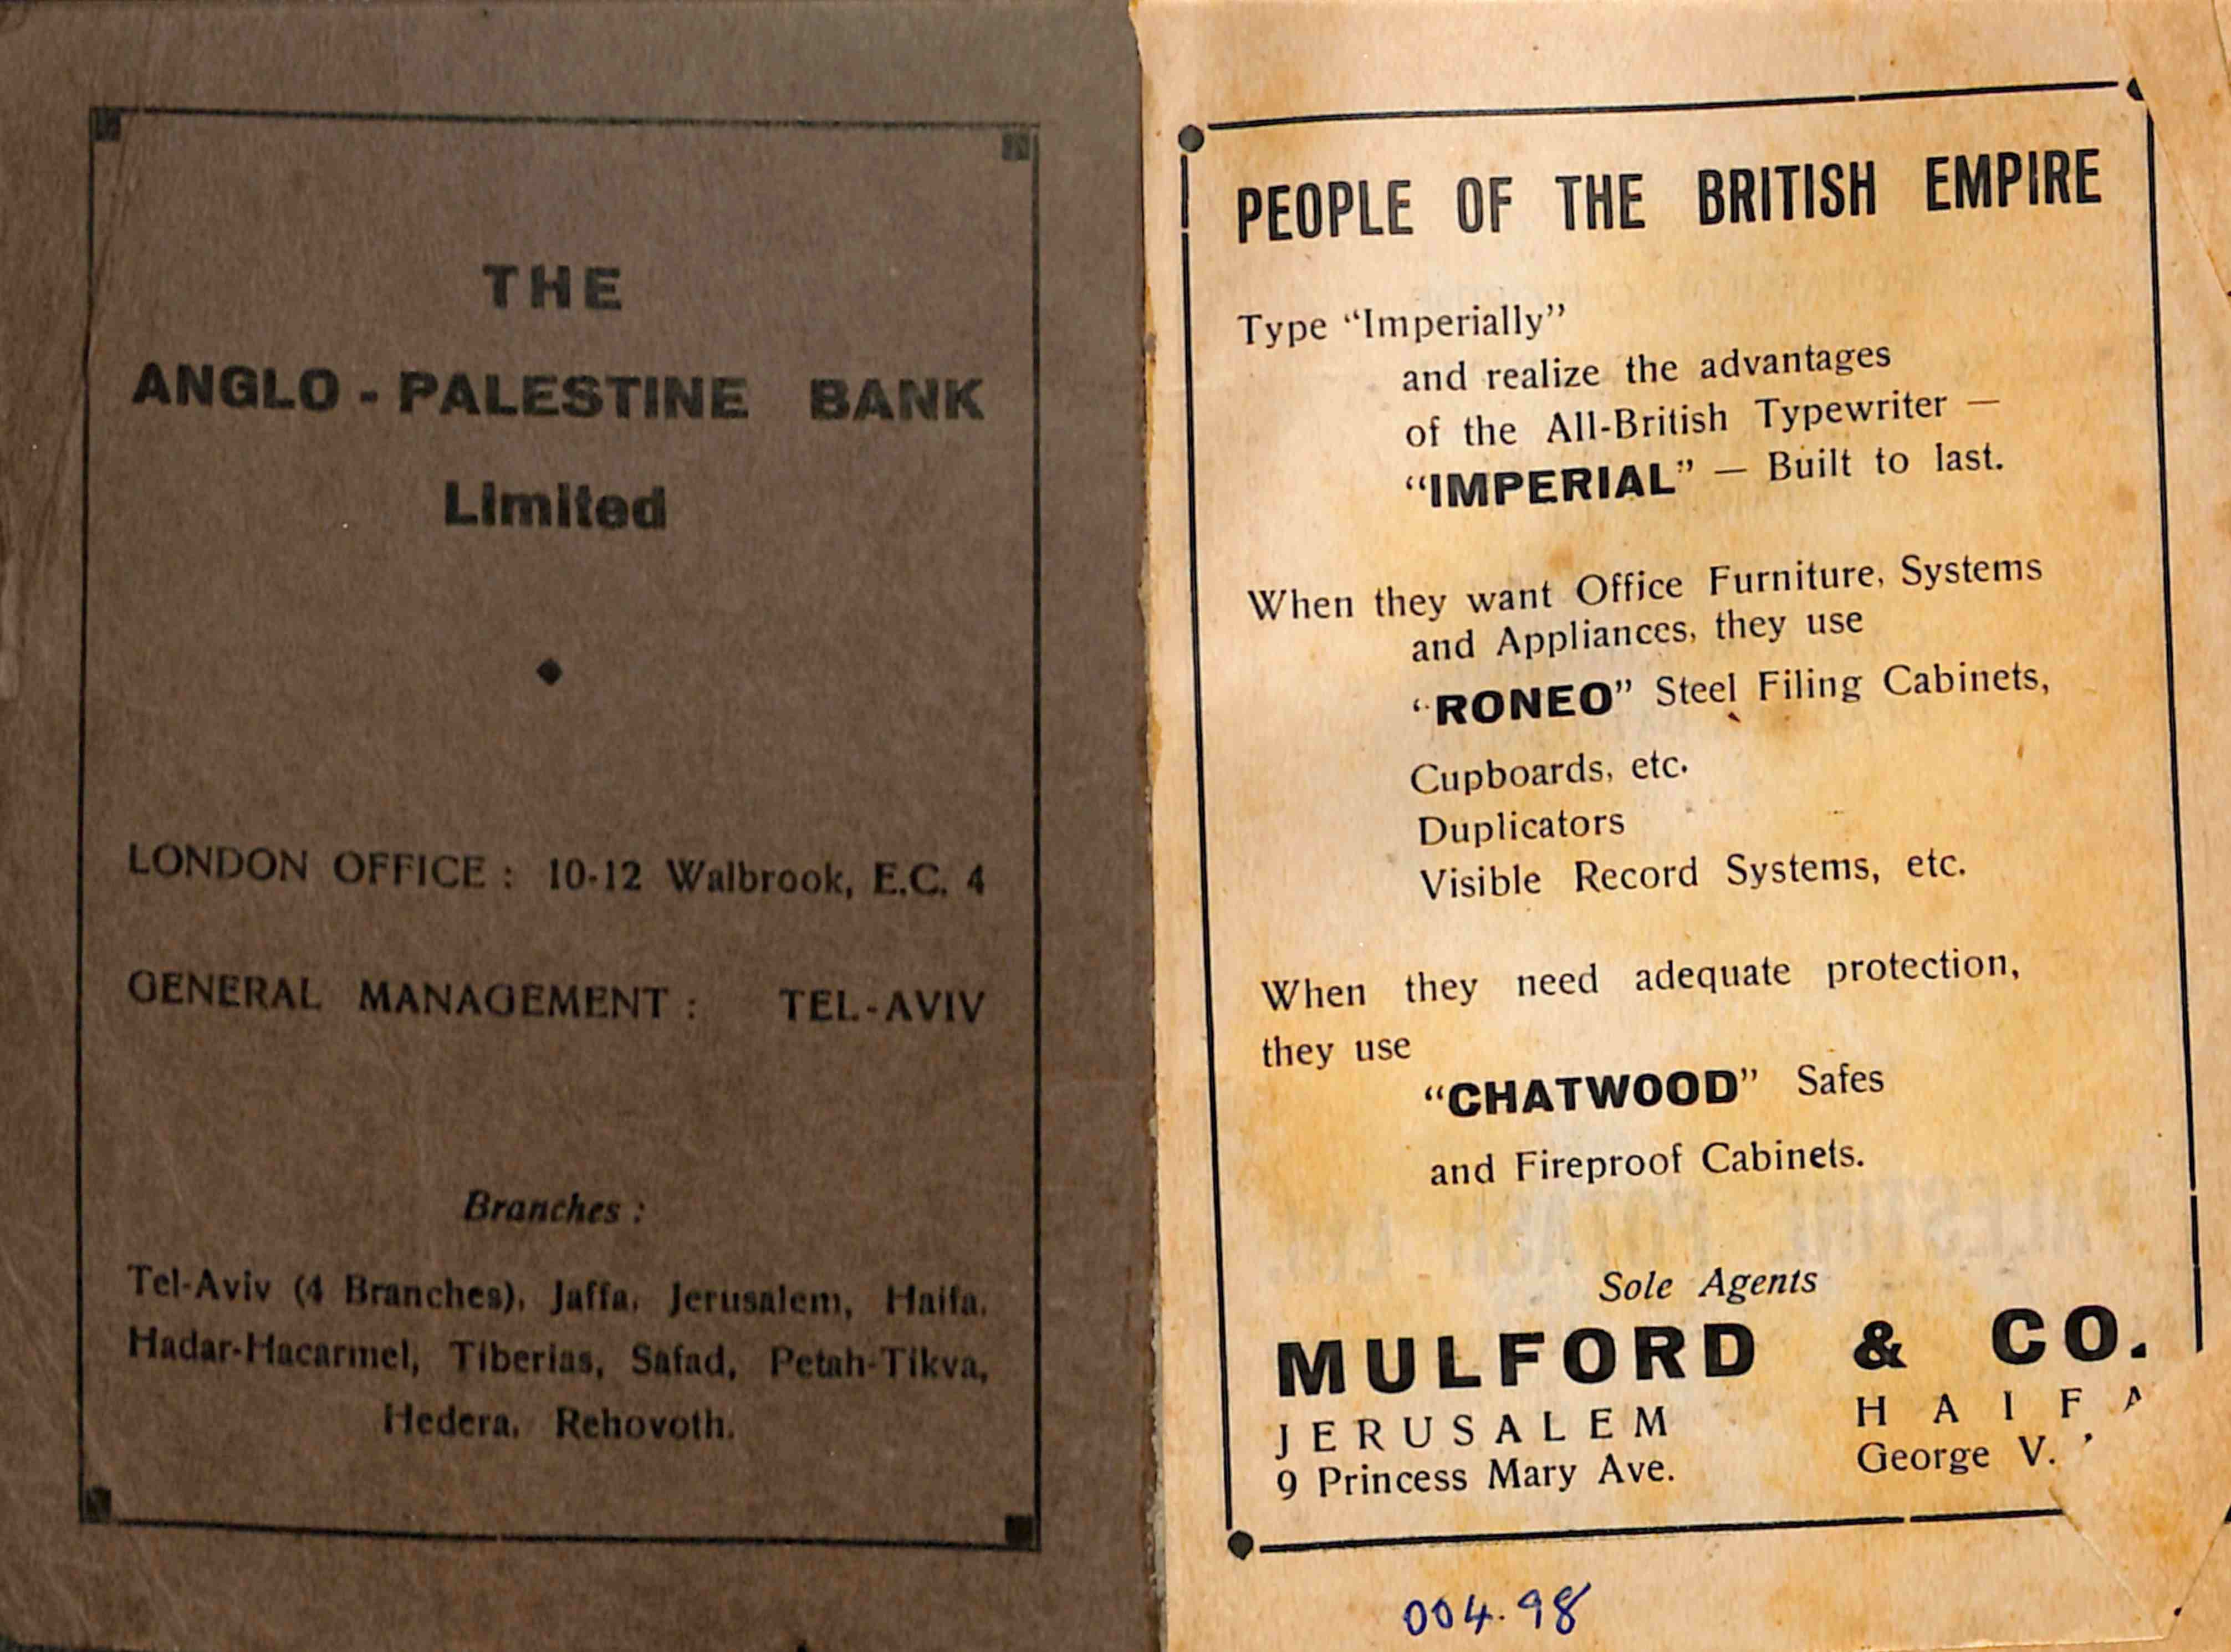 THE
ANGLO - PALESTINE BANK
Limited
LONDON OFFICE : 10-12 Walbrook, E.C. 4
GENERAL MANAGEMENT : TEL-AVIV
Branches :
Tel-Aviv (4 Branches), Jaffa, Jerusalem, Haifa,
Hadar-Hacarmel, Tiberias, Safad, Petah-Tikva,
Hedera, Rehovoth.
PEOPLE OF THE BRITISH EMPIRE
Type “Imperially”
and realize the advantages
of the All-British Typewriter —
“IMPERIAL” — Built to last.
When they want Office Furniture, Systems
and Appliances, they use
“RONEO” Steel Filing Cabinets,
Cupboards, etc.
Duplicators
Visible Record Systems, etc.
When they need adequate protection,
they use
“CHATWOOD” Safes
and Fireproof Cabinets.
Sole Agents
MULFORD & CO.
JERUSALEM HAIFA
9 Princess Mary Ave. George V.
004.98